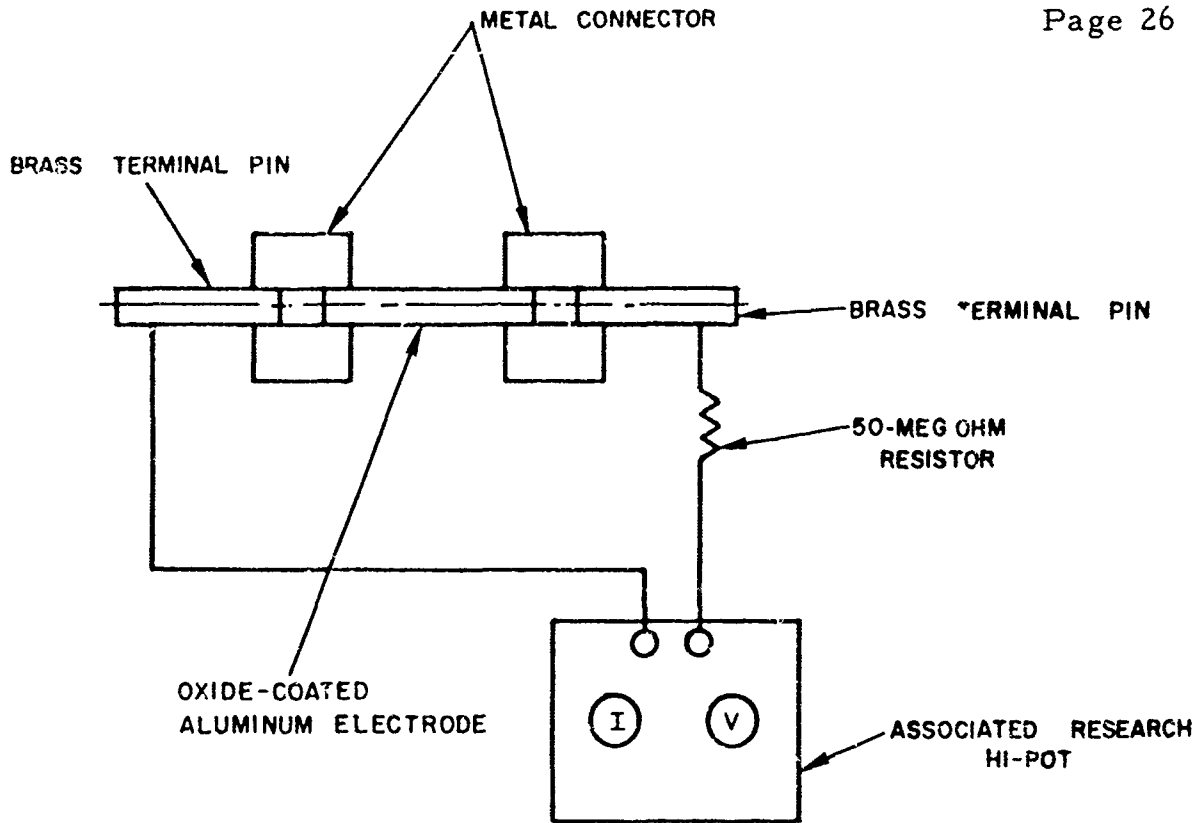 Page 26
METAL CONNECTOR
BRASS TERMINAL PIN
BRASS TERMINAL PIN
50-MEG OHM
RESISTOR
OXIDE-COATED
ALUMINUM ELECTRODE
I
V
ASSOCIATED RESEARCH
HI-POT